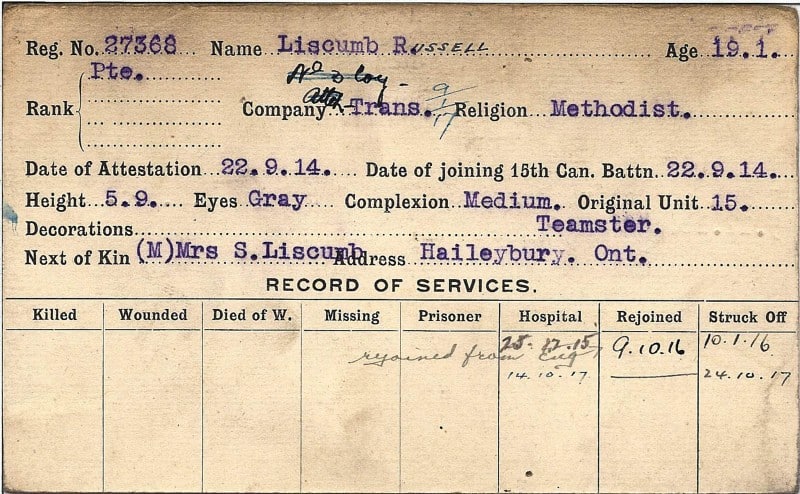 Reg. No. 27368 Name Liscumb RUSSELL Age 19.1.
Pte.
No 3 Coy -
Rank Company Trans. Religion Methodist.
9/1/17
Date of Attestation 22.9.14. Date of joining 15th Can. Battn. 22.9.14.
Height 5.9. Eyes Gray Complexion Medium. Original Unit 15.
Decorations Teamster.
Next of Kin (M)Mrs S.Liscumb Address Haileybury. Ont.
RECORD OF SERVICES.
Killed Wounded Died of W. Missing Prisoner Hospital Rejoined Struck Off
25.12.15 9.10.16 10.1.16
rejoined from Eng
14.10.17 24.10.17